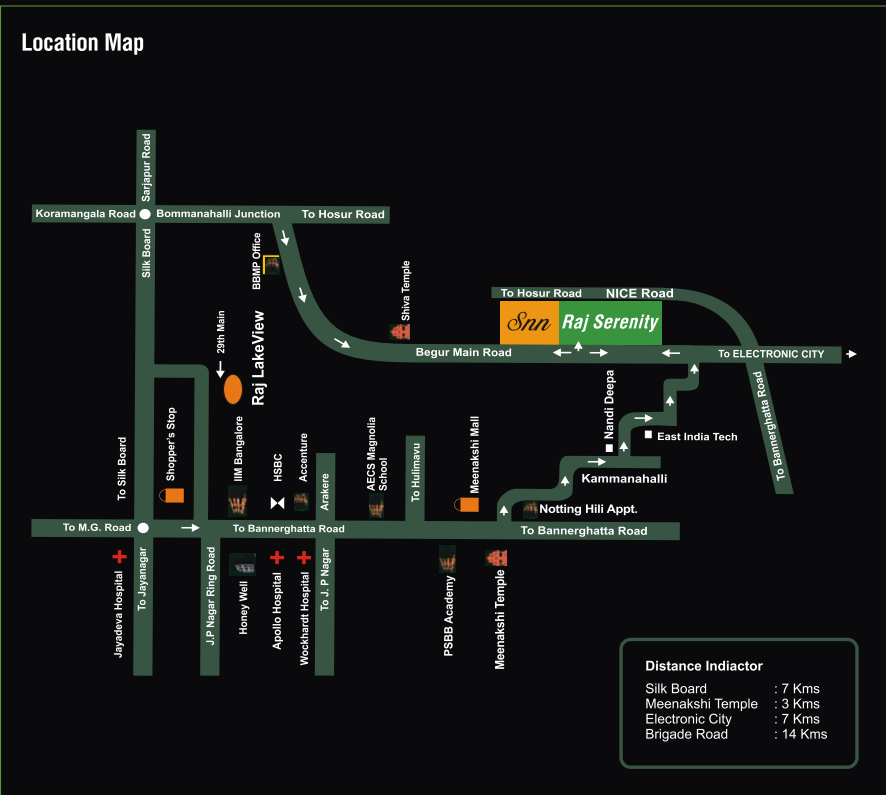 Location Map
Sarjapur Road
Koramangala Road
Bommanahalli Junction
To Hosur Road
Silk Board
BBMP Office
Shiva Temple
To Hosur Road
NICE Road
Snn
Raj Serenity
29th Main
Raj LakeView
Begur Main Road
To ELECTRONIC CITY
To Bannerghatta Road
Nandi Deepa
East India Tech
Kammanahalli
Notting Hili Appt.
To Silk Board
Shopper's Stop
IIM Bangalore
HSBC
Accenture
Arakere
AECS Magnolia
School
To Hulimavu
Meenakshi Mall
To M.G. Road
To Bannerghatta Road
To Bannerghatta Road
Jayadeva Hospital
To Jayanagar
J.P Nagar Ring Road
Honey Well
Apollo Hospital
Wockhardt Hospital
To J. P Nagar
PSBB Academy
Meenakshi Temple
Distance Indiactor
Silk Board : 7 Kms
Meenakshi Temple : 3 Kms
Electronic City : 7 Kms
Brigade Road : 14 Kms